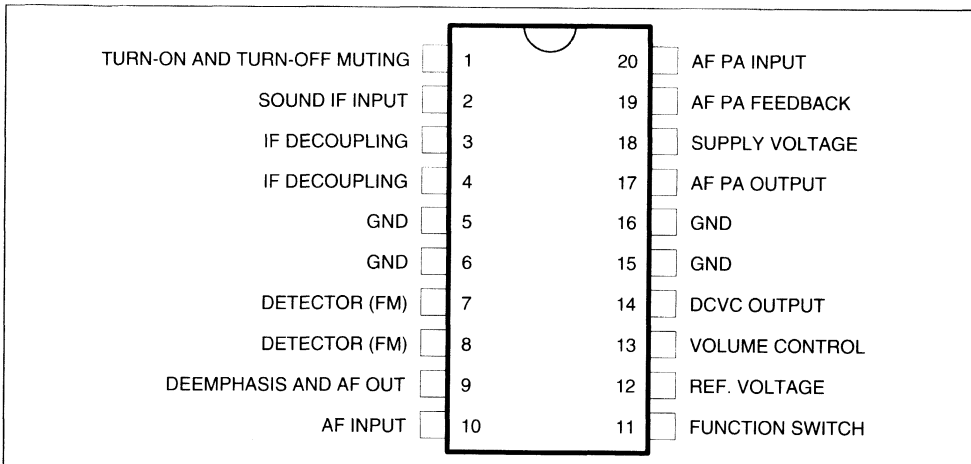 TURN-ON AND TURN-OFF MUTING 1 20 AF PA INPUT
SOUND IF INPUT 2 19 AF PA FEEDBACK
IF DECOUPLING 3 18 SUPPLY VOLTAGE
IF DECOUPLING 4 17 AF PA OUTPUT
GND 5 16 GND
GND 6 15 GND
DETECTOR (FM) 7 14 DCVC OUTPUT
DETECTOR (FM) 8 13 VOLUME CONTROL
DEEMPHASIS AND AF OUT 9 12 REF. VOLTAGE
AF INPUT 10 11 FUNCTION SWITCH